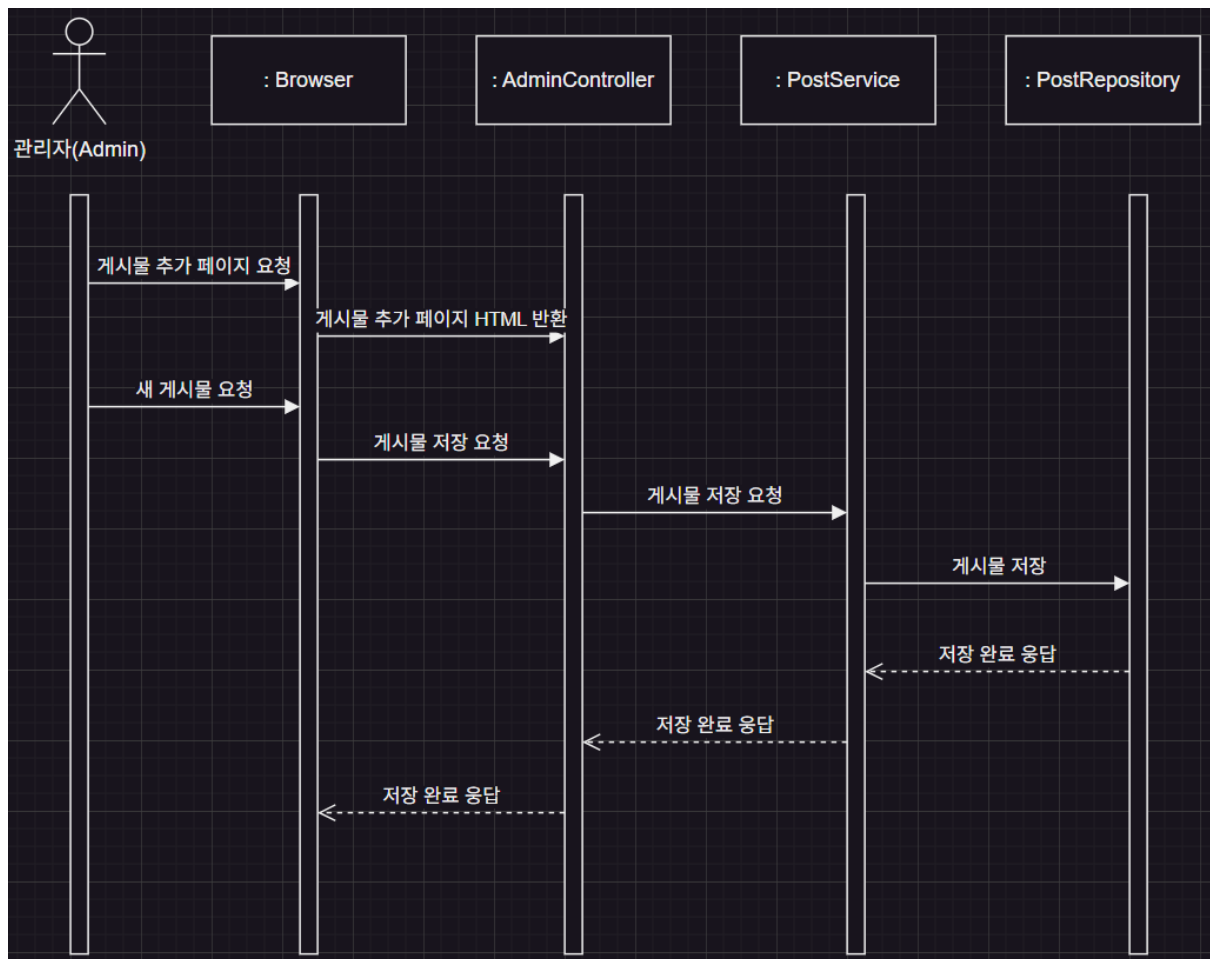 : Browser
: AdminController
: PostService
: PostRepository
관리자(Admin)
게시물 추가 페이지 요청
게시물 추가 페이지 HTML 반환
새 게시물 요청
게시물 저장 요청
게시물 저장 요청
게시물 저장
저장 완료 응답
저장 완료 응답
저장 완료 응답